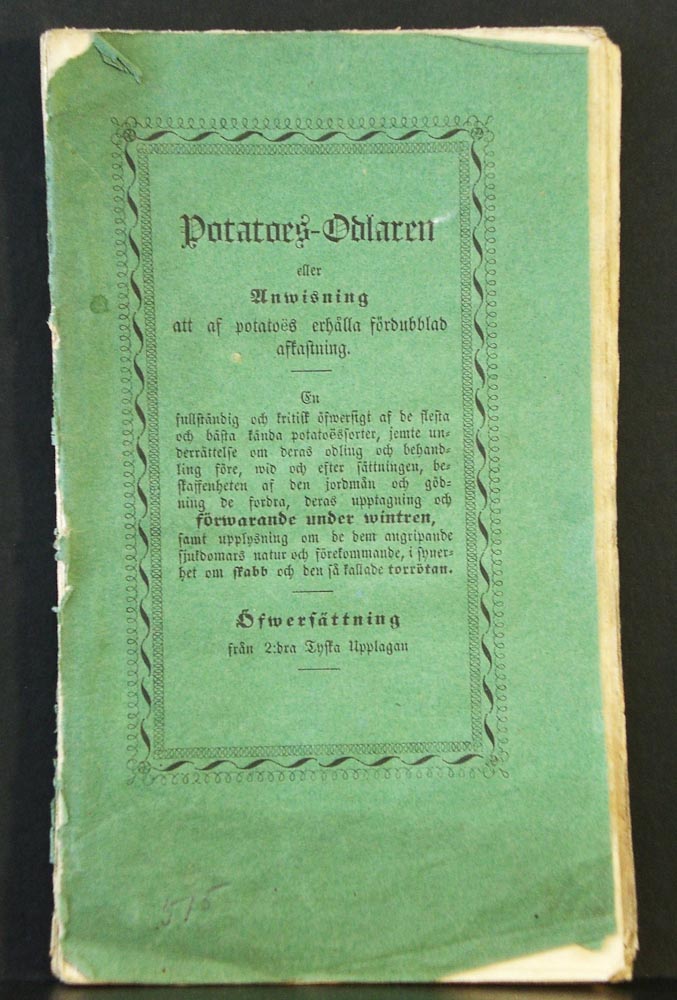 Potatoes-Odlaren
eller
Anwisning
att af potatoës erhålla fördubblad
afkastning.
En
fullständig och kritisk öfwersigt af de flesta
och bästa kända potatoëssorter, jemte un-
derrättelse om deras odling och behand-
ling före, wid och efter sättningen, be-
skaffenheten af den jordmån och göd-
ning de fordra, deras upptagning och
förwarande under wintren,
samt upplysning om de dem angripande
sjukdomars natur och förekommande, i syner-
het om skabb och den så kallade torrötan.
Öfwersättning
från 2:dra Tyska Upplagan
515